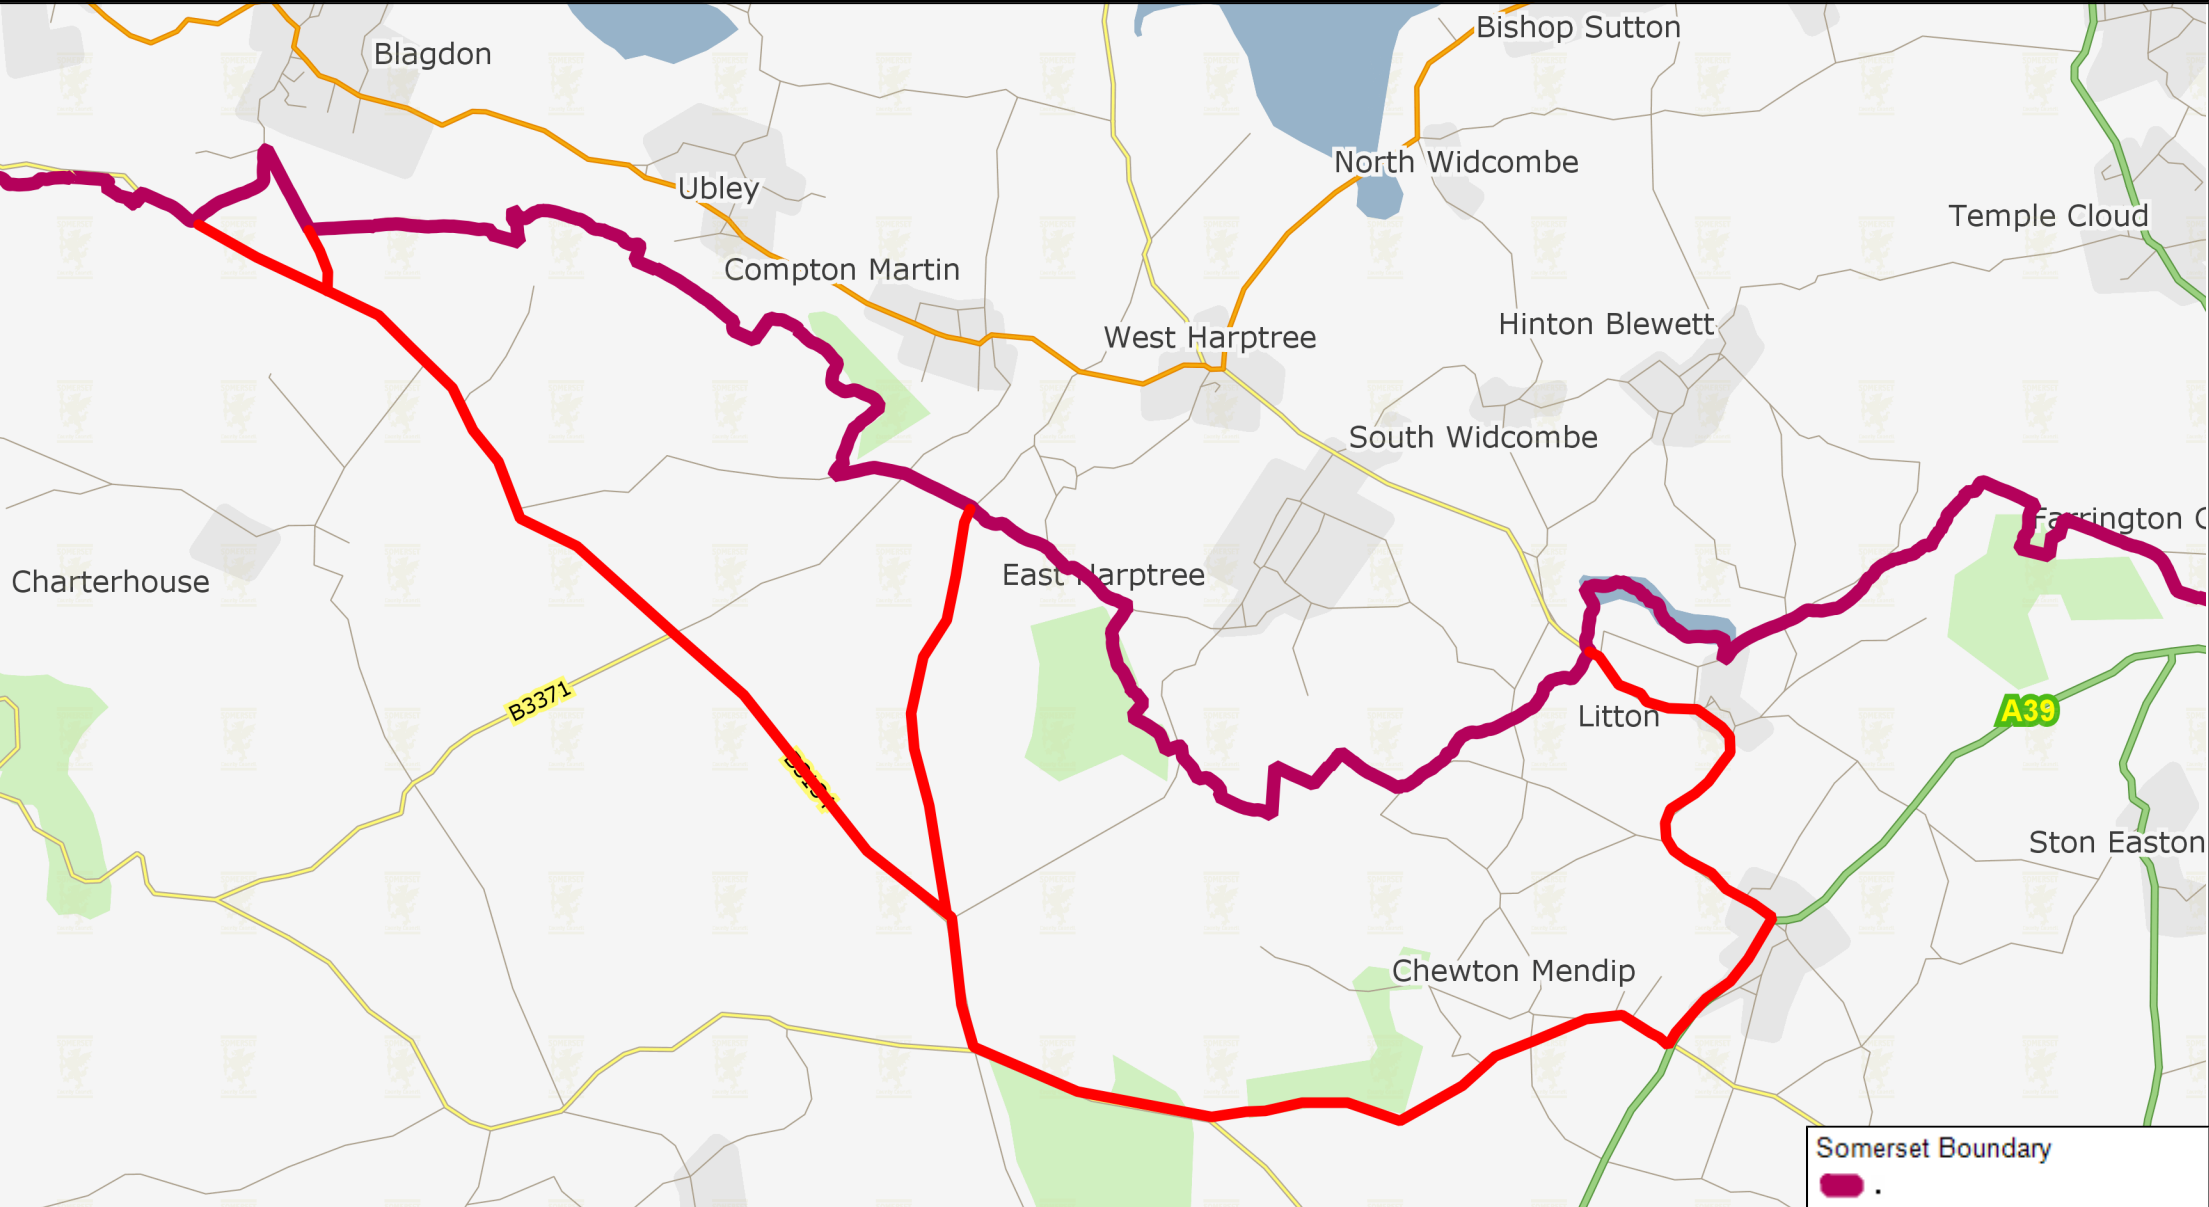 Bishop Sutton
Blagdon
North Widcombe
Ubley
Temple Cloud
Compton Martin
West Harptree
Hinton Blewett
South Widcombe
Farrington
East Harptree
Charterhouse
B3371
A39
Litton
Ston Easton
Chewton Mendip
Somerset Boundary
.